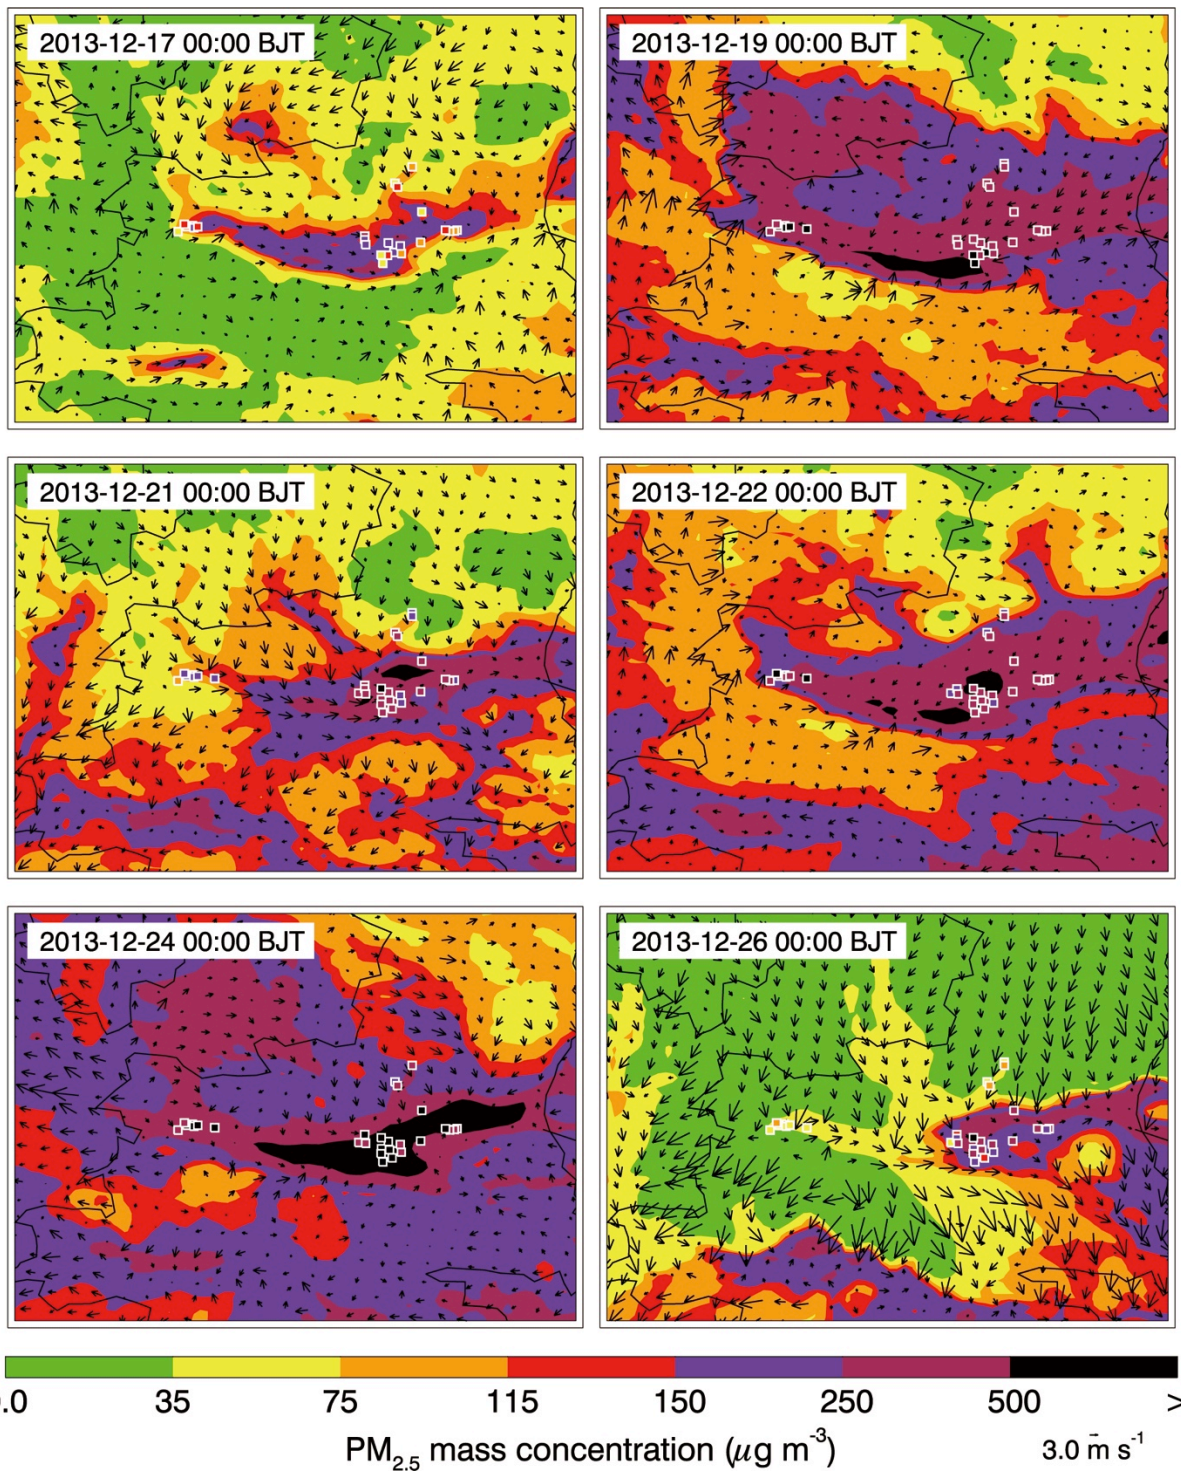 2013-12-17 00:00 BJT
2013-12-19 00:00 BJT
2013-12-21 00:00 BJT
2013-12-22 00:00 BJT
2013-12-24 00:00 BJT
2013-12-26 00:00 BJT
0.0 35 75 115 150 250 500 >
PM2.5 mass concentration (μg m-3)
3.0 m s-1